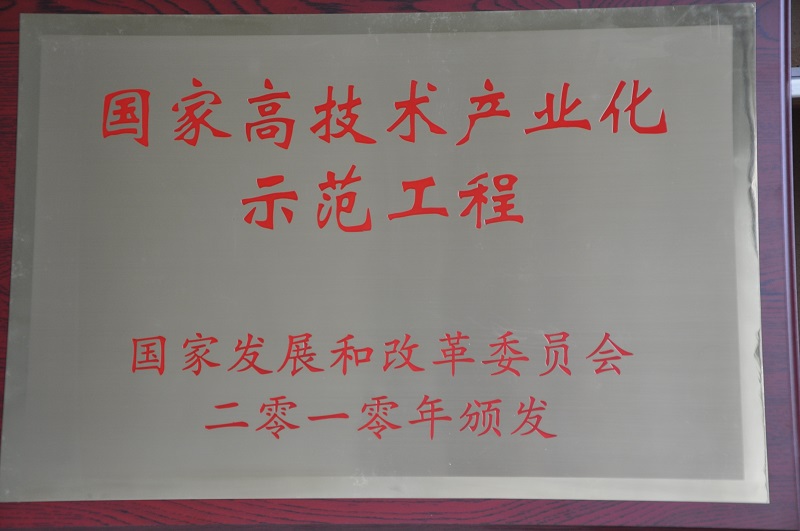 国家高技术产业化
示范工程
国家发展和改革委员会
二零一零年颁发